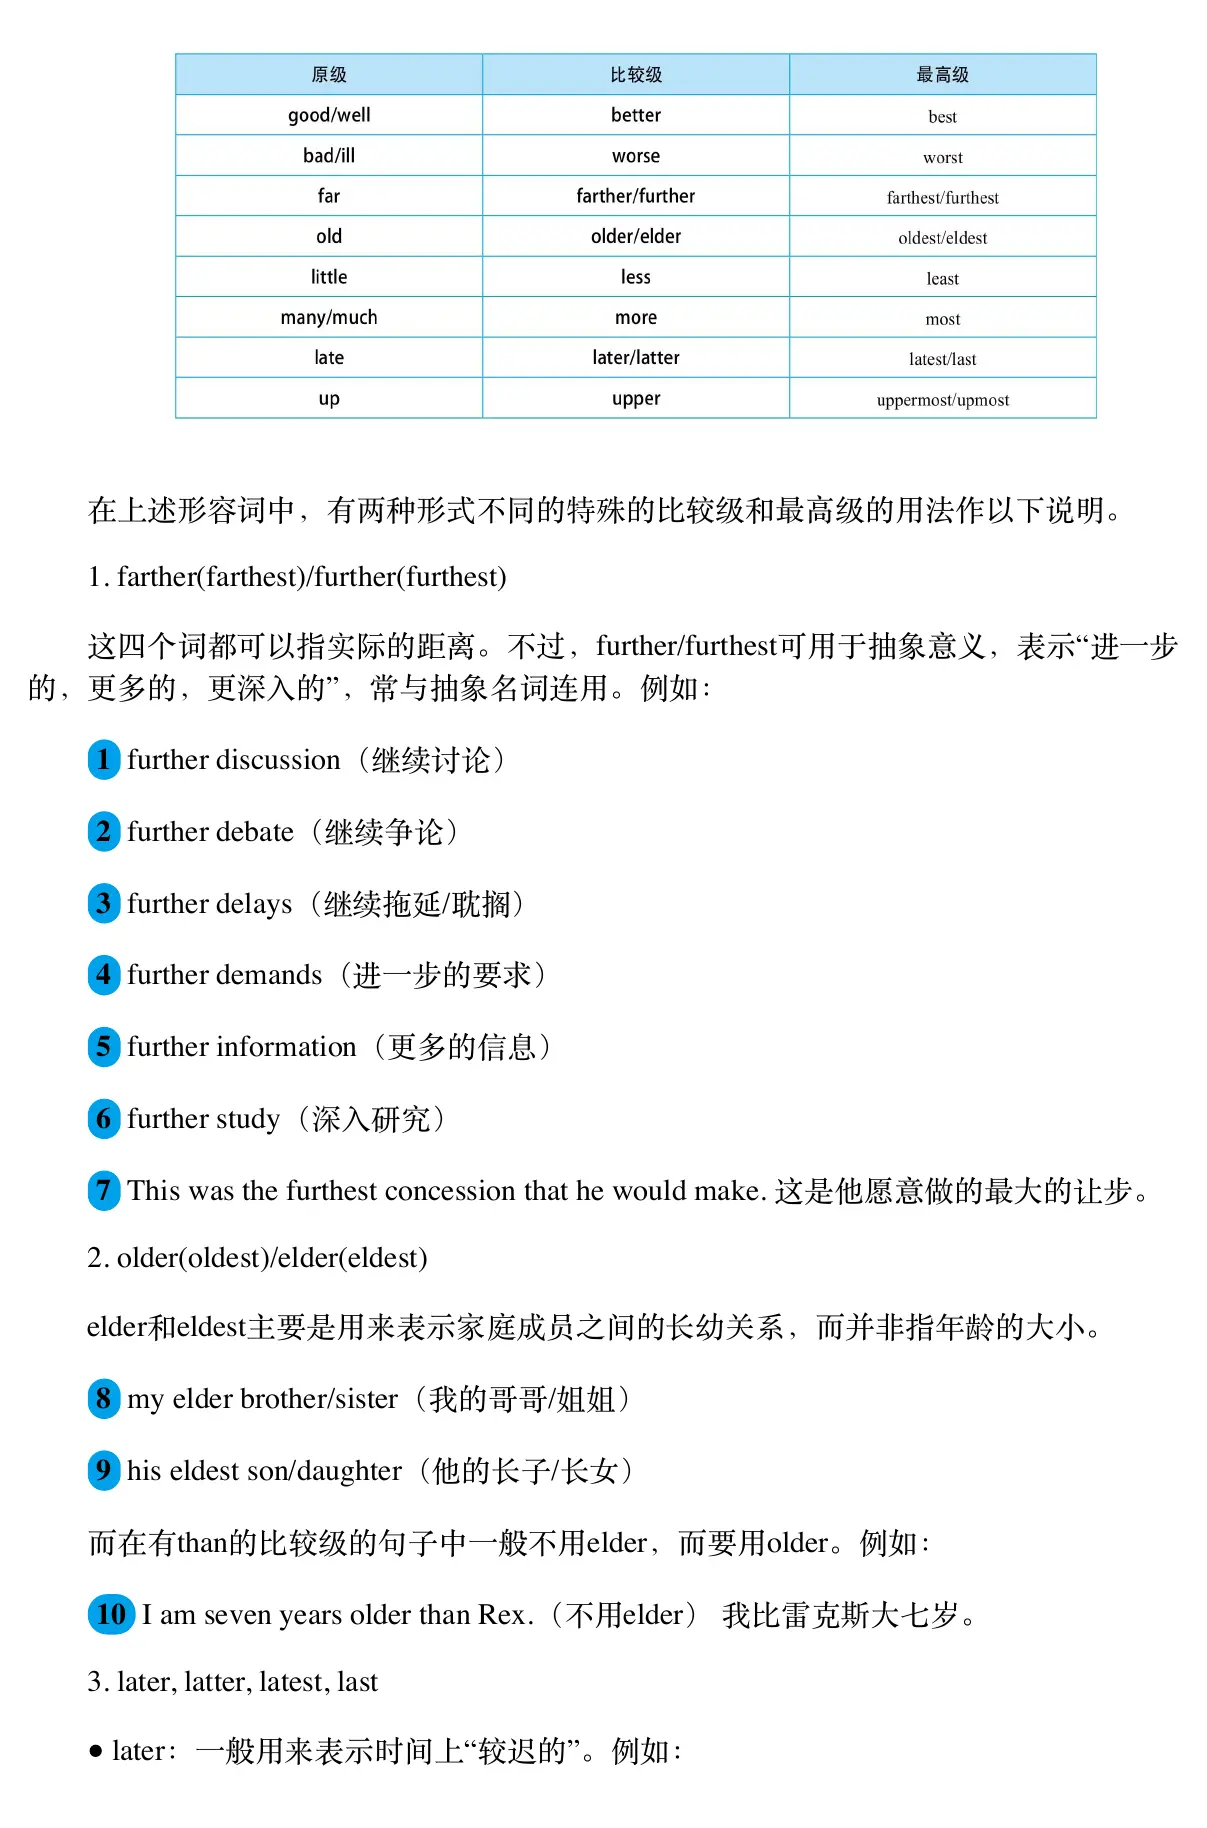 原级 比较级 最高级
good/well better best
bad/ill worse worst
far farther/further farthest/furthest
old older/elder oldest/eldest
little less least
many/much more most
late later/latter latest/last
up upper uppermost/upmost
在上述形容词中，有两种形式不同的特殊的比较级和最高级的用法作以下说明。
1. farther(farthest)/further(furthest)
这四个词都可以指实际的距离。不过，further/furthest可用于抽象意义，表示“进一步
的，更多的，更深入的”，常与抽象名词连用。例如：
1 further discussion（继续讨论）
2 further debate（继续争论）
3 further delays（继续拖延/耽搁）
4 further demands（进一步的要求）
5 further information（更多的信息）
6 further study（深入研究）
7 This was the furthest concession that he would make. 这是他愿意做的最大的让步。
2. older(oldest)/elder(eldest)
elder和eldest主要是用来表示家庭成员之间的长幼关系，而并非指年龄的大小。
8 my elder brother/sister（我的哥哥/姐姐）
9 his eldest son/daughter（他的长子/长女）
而在有than的比较级的句子中一般不用elder，而要用older。例如：
10 I am seven years older than Rex.（不用elder） 我比雷克斯大七岁。
3. later, latter, latest, last
● later：一般用来表示时间上“较迟的”。例如：